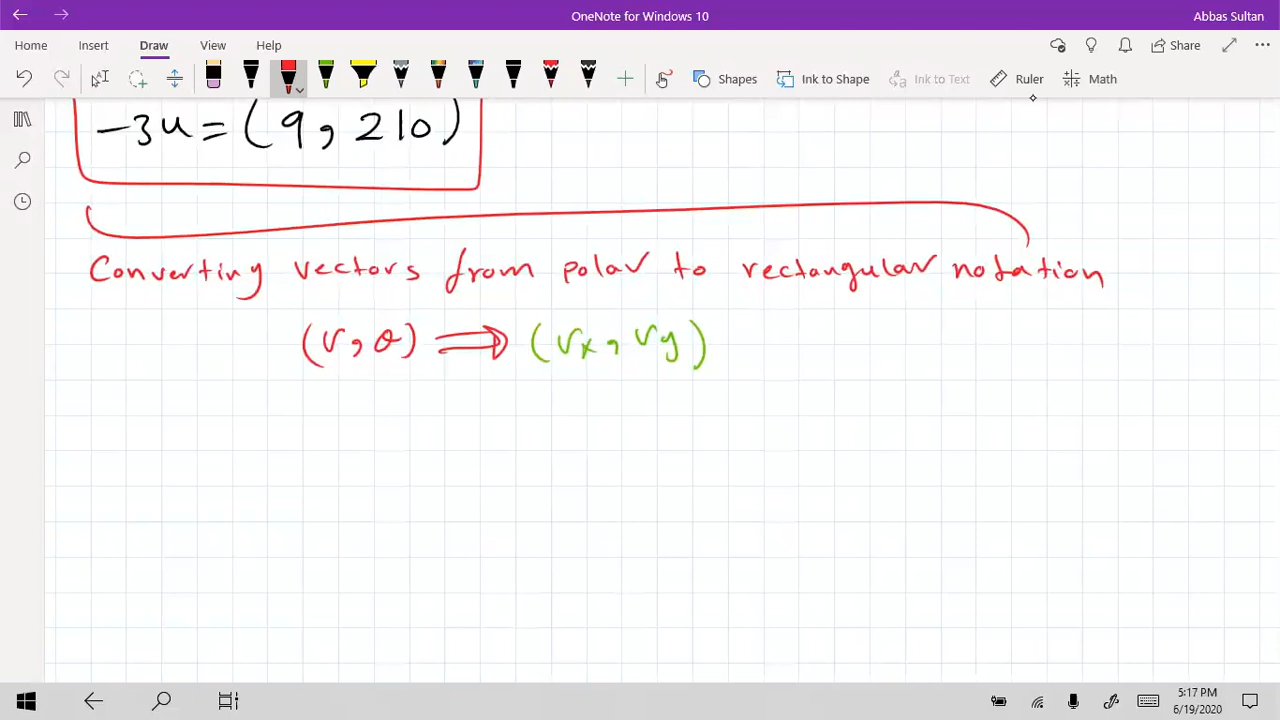 OneNote for Windows 10
Abbas Sultan
Home Insert Draw View Help Share
Shapes Ink to Shape Ink to Text Ruler Math
-3u = (9, 210)
Converting vectors from polar to rectangular notation
(r, θ) ⟹ (Vx, Vy)
5:17 PM
6/19/2020